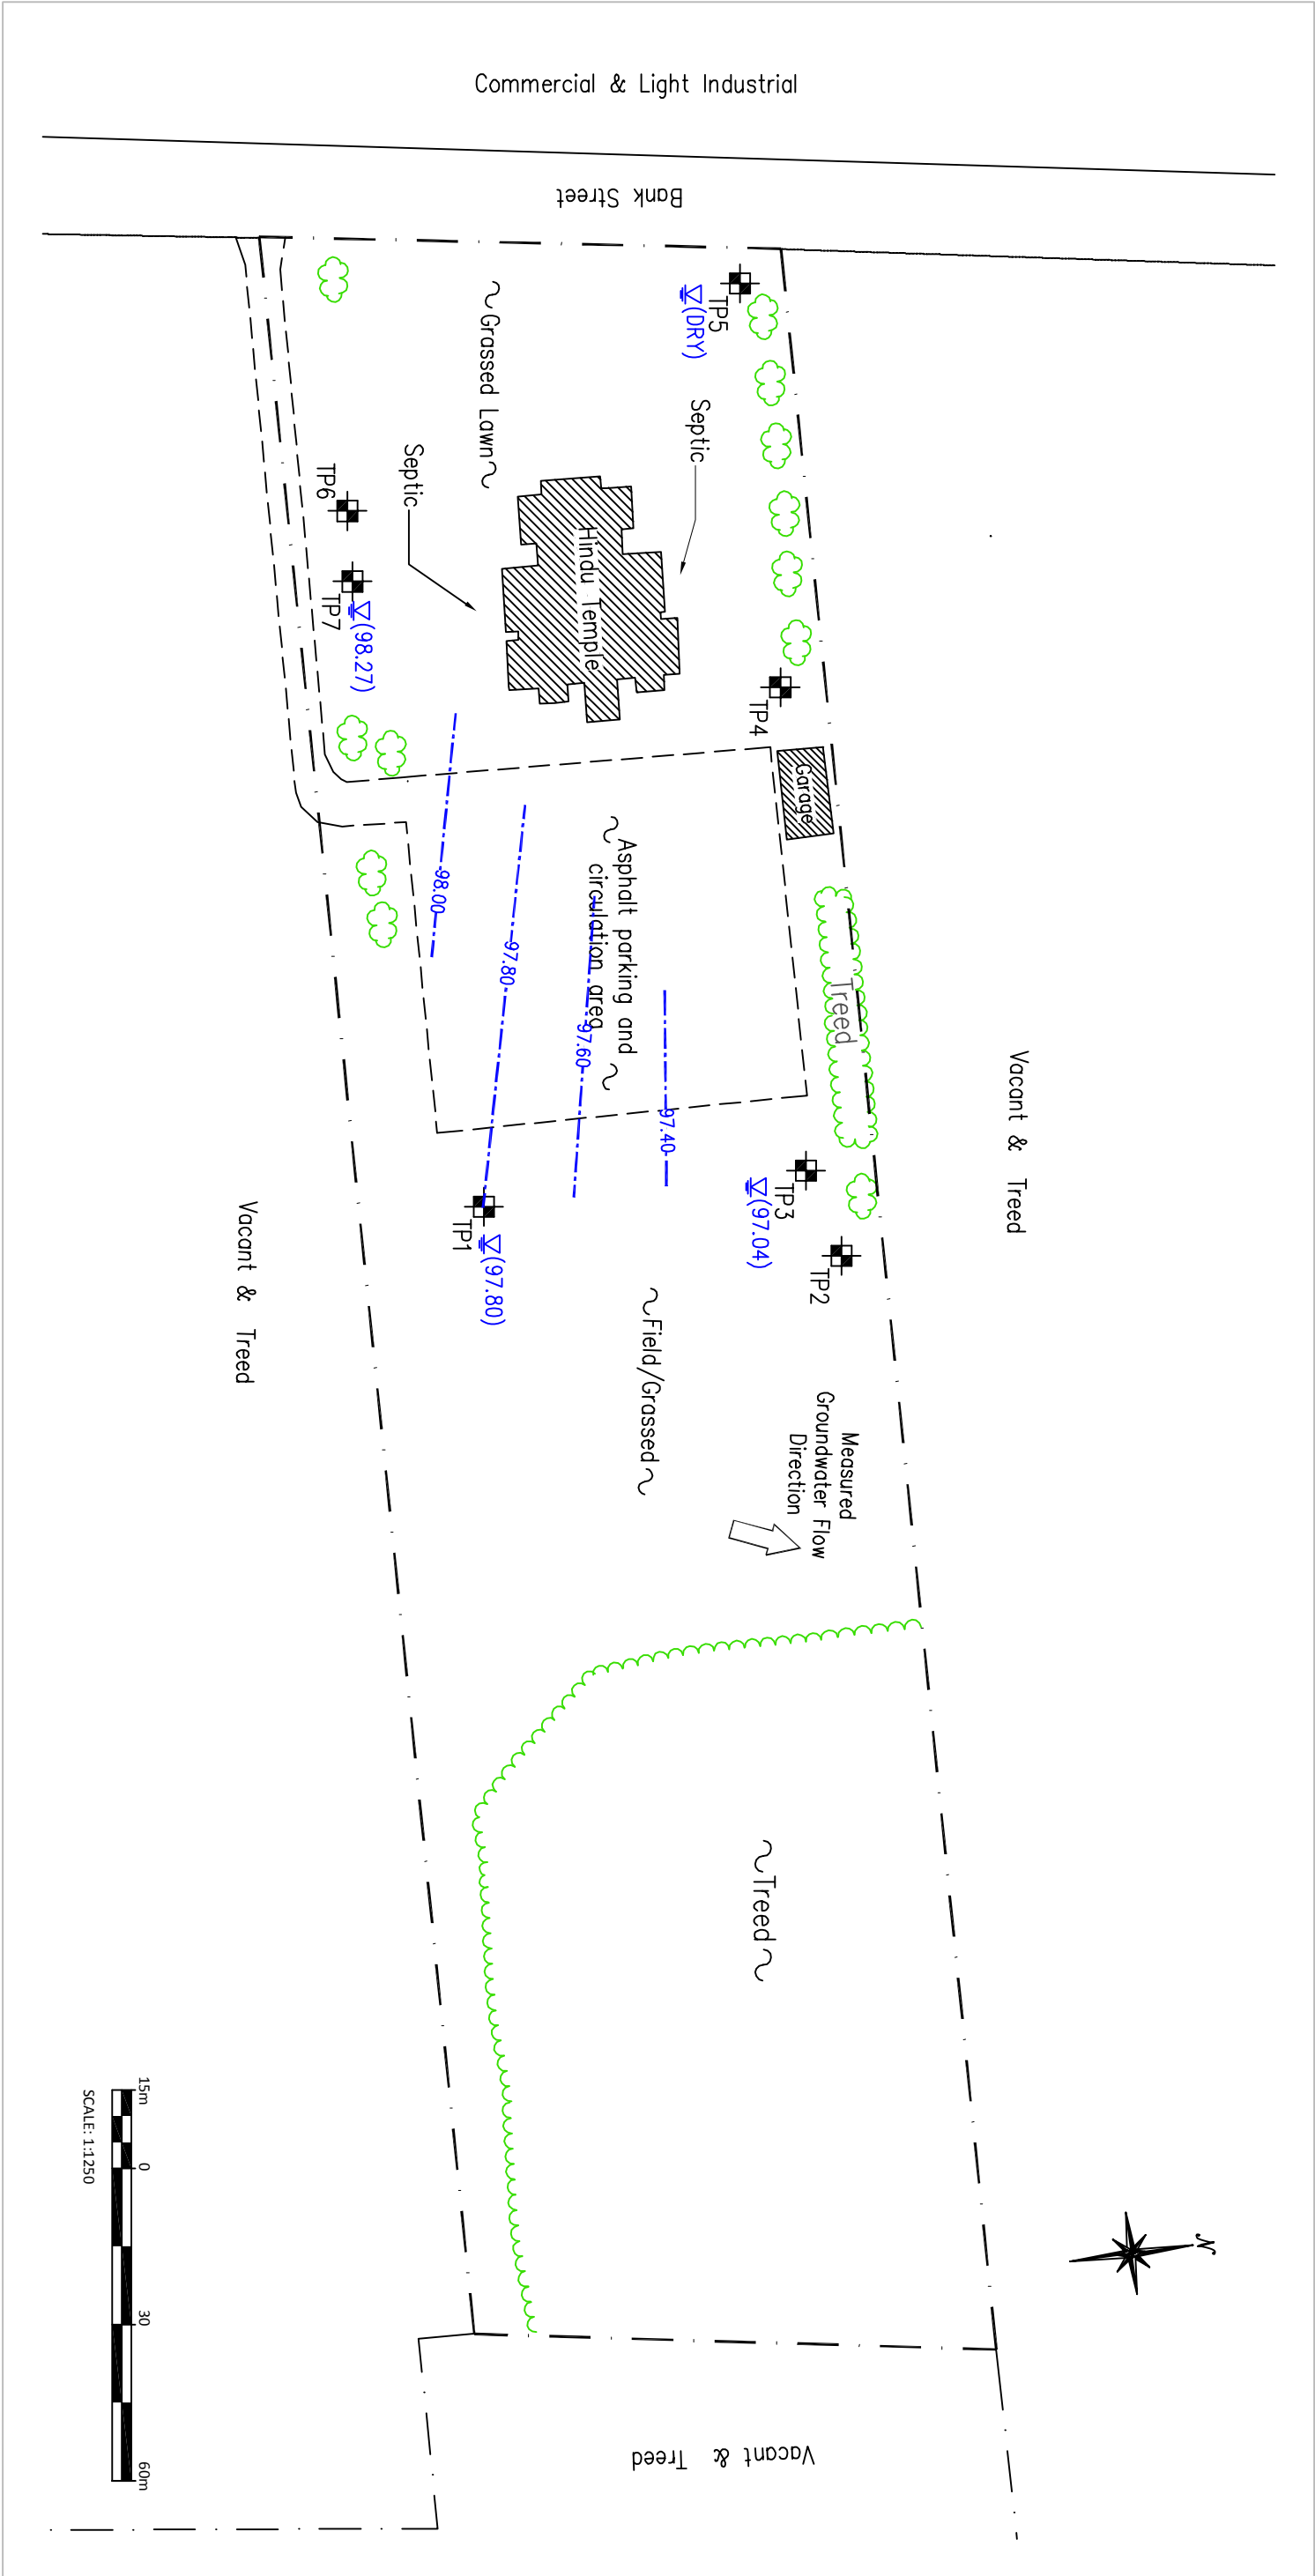 Commercial & Light Industrial
Bank Street
TP5
(DRY)
~Grassed Lawn~
Septic
Septic
TP6
TP7
(98.27)
Hindu Temple
TP4
Garage
98.00
97.80
Asphalt parking and
circulation area
97.60
97.40
Treed
Vacant & Treed
Vacant & Treed
TP3
(97.04)
TP2
TP1
(97.80)
~Field/Grassed~
Measured
Groundwater Flow
Direction
~Treed~
N
15m 0 30 60m
SCALE: 1:1250
Vacant & Treed